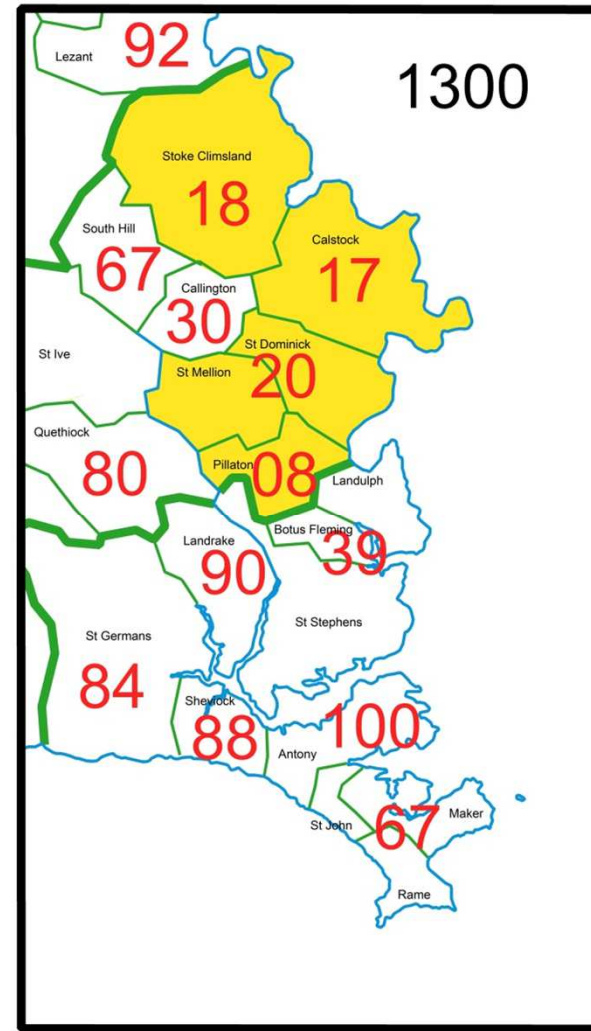 Lezant
92
1300
Stoke Climsland
18
South Hill
67
Calstock
17
Callington
30
St Ive
St Dominick
St Mellion
20
Quethiock
80
Pillaton
08
Landulph
Botus Fleming
39
Landrake
90
St Stephens
St Germans
84
Sheviock
88
100
Antony
St John
67
Maker
Rame